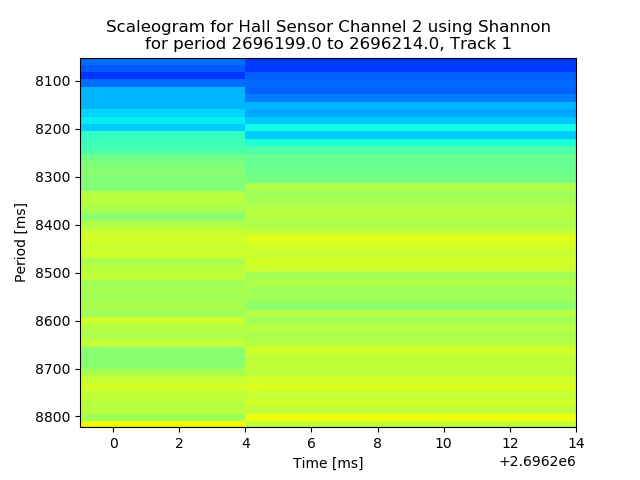 Scaleogram for Hall Sensor Channel 2 using Shannon
for period 2696199.0 to 2696214.0, Track 1
Period [ms]
8100
8200
8300
8400
8500
8600
8700
8800
0 2 4 6 8 10 12 14
Time [ms]
+2.6962e6